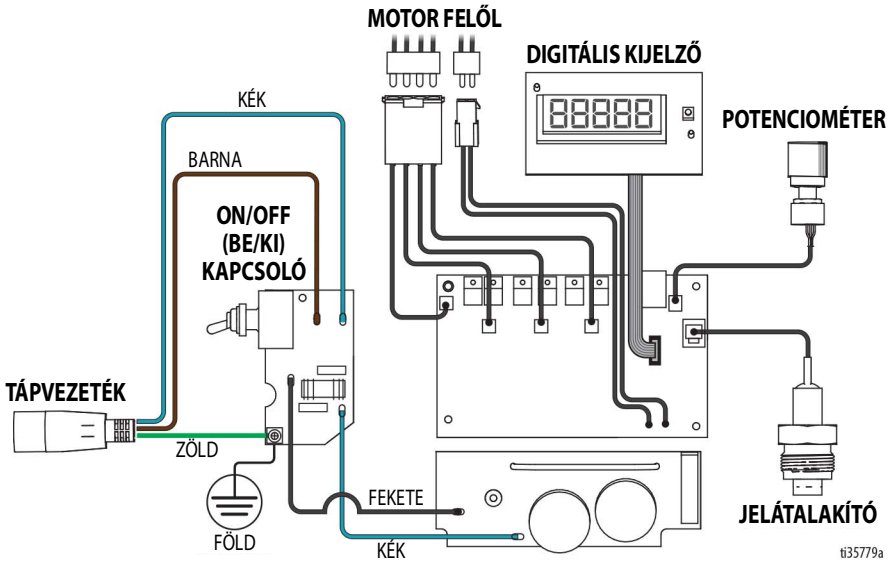 MOTOR FELŐL
DIGITÁLIS KIJELZŐ
KÉK
POTENCIOMÉTER
BARNA
ON/OFF
(BE/KI)
KAPCSOLÓ
TÁPVEZETÉK
ZÖLD
FEKETE
JELÁTALAKÍTÓ
FÖLD
KÉK
ti35779a